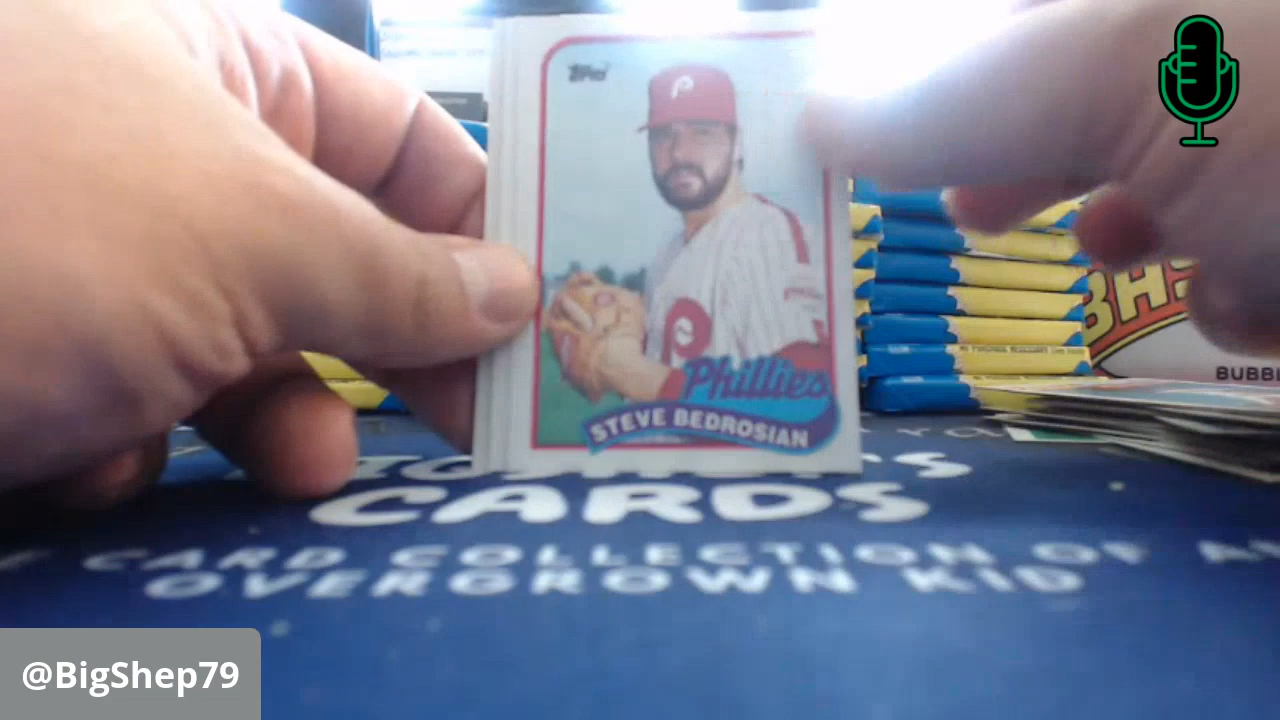 Topps
P
P
Phillies
STEVE BEDROSIAN
BUBBL
CARDS
CARD COLLECTION OF A
OVERGROWN KID
@BigShep79